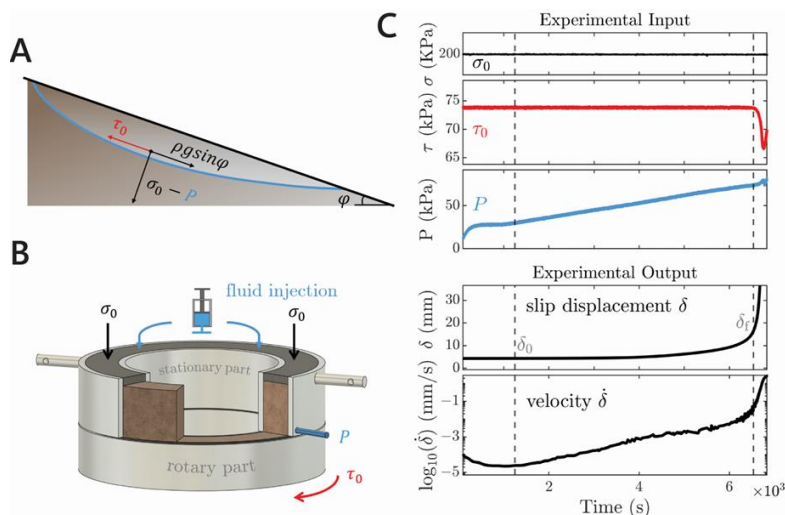 A
τ₀
ρgsinφ
σ₀ − P
φ
B
fluid injection
σ₀
σ₀
stationary part
P
rotary part
τ₀
C
Experimental Input
σ (KPa)
200
σ₀
τ (kPa)
75
70
65
τ₀
P (kPa)
50
0
P
Experimental Output
δ (mm)
30
20
10
0
slip displacement δ
δ₀
δ_f
log₁₀(δ̇) (mm/s)
-1
-3
-5
velocity δ̇
2 4 6 ×10³
Time (s)